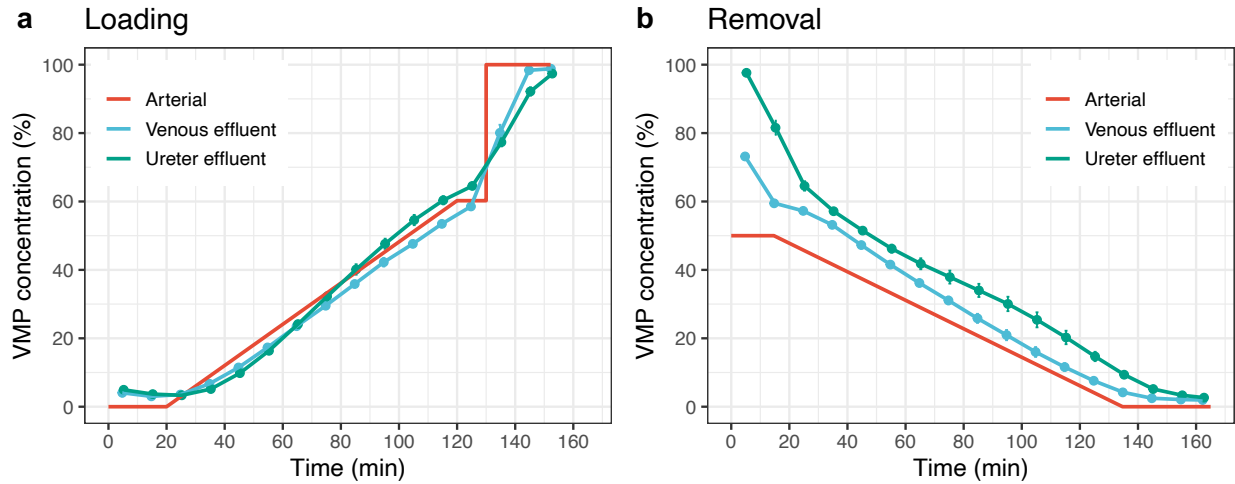 a Loading
VMP concentration (%)
100
80
60
40
20
0
Arterial
Venous effluent
Ureter effluent
0 20 40 60 80 100 120 140 160
Time (min)
b Removal
VMP concentration (%)
100
80
60
40
20
0
Arterial
Venous effluent
Ureter effluent
0 20 40 60 80 100 120 140 160
Time (min)